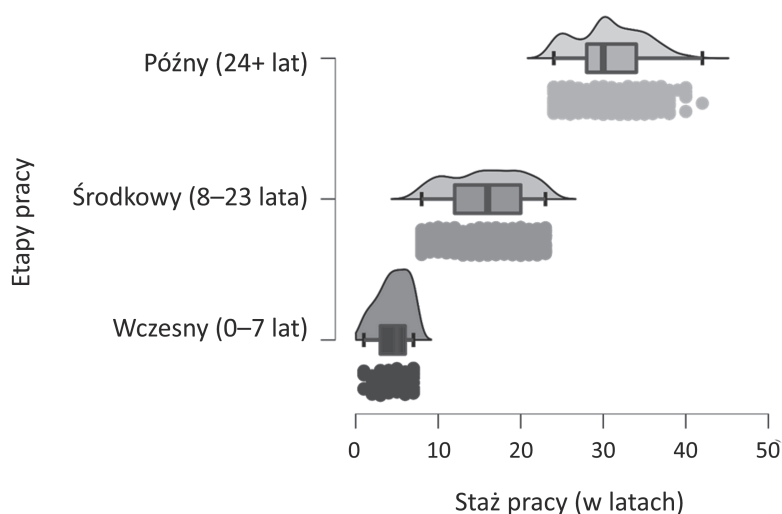 Późny (24+ lat)
Środkowy (8–23 lata)
Wczesny (0–7 lat)
Etapy pracy
0 10 20 30 40 50
Staż pracy (w latach)